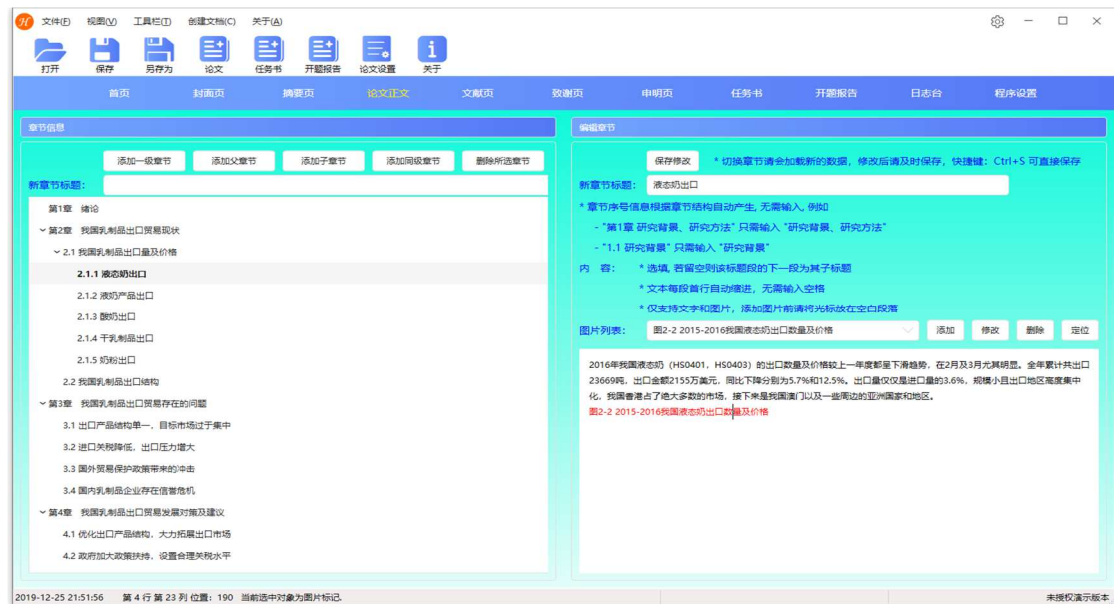 文件(F) 视图(V) 工具栏(T) 创建文档(C) 关于(A)
打开 保存 另存为 论文 任务书 开题报告 论文设置 关于
首页 封面页 摘要页 论文正文 文献页 致谢页 申明页 任务书 开题报告 日志台 程序设置
章节信息
添加一级章节 添加父章节 添加子章节 添加同级章节 删除所选章节
新章节标题:
第1章 绪论
第2章 我国乳制品出口贸易现状
2.1 我国乳制品出口量及价格
2.1.1 液态奶出口
2.1.2 液奶产品出口
2.1.3 酸奶出口
2.1.4 干乳制品出口
2.1.5 奶粉出口
2.2 我国乳制品出口结构
第3章 我国乳制品出口贸易存在的问题
3.1 出口产品结构单一,目标市场过于集中
3.2 进口关税降低,出口压力增大
3.3 国外贸易保护政策带来的冲击
3.4 国内乳制品企业存在信誉危机
第4章 我国乳制品出口贸易发展对策及建议
4.1 优化出口产品结构,大力拓展出口市场
4.2 政府加大政策扶持,设置合理关税水平
编辑章节
保存修改 * 切换章节请会加载新的数据,修改后请及时保存,快捷键:Ctrl+S 可直接保存
新章节标题: 液态奶出口
* 章节序号信息根据章节结构自动产生, 无需输入, 例如
- "第1章 研究背景、研究方法" 只需输入 "研究背景、研究方法"
- "1.1 研究背景" 只需输入 "研究背景"
内 容: * 选填, 若留空则该标题段的下一段为其子标题
* 文本每段首行自动缩进,无需输入空格
* 仅支持文字和图片,添加图片前请将光标放在空白段落
图片列表: 图2-2 2015-2016我国液态奶出口数量及价格 添加 修改 删除 定位
2016年我国液态奶(HS0401,HS0403)的出口数量及价格较上一年度都呈下滑趋势,在2月及3月尤其明显。全年累计共出口
23669吨,出口金额2155万美元,同比下降分别为5.7%和12.5%。出口量仅仅是进口量的3.6%,规模小且出口地区高度集中
化,我国香港占了绝大多数的市场,接下来是我国澳门以及一些周边的亚洲国家和地区。
图2-2 2015-2016我国液态奶出口数量及价格
2019-12-25 21:51:56 第 4 行 第 23 列 位置:190 当前选中对象为图片标记. 未授权演示版本